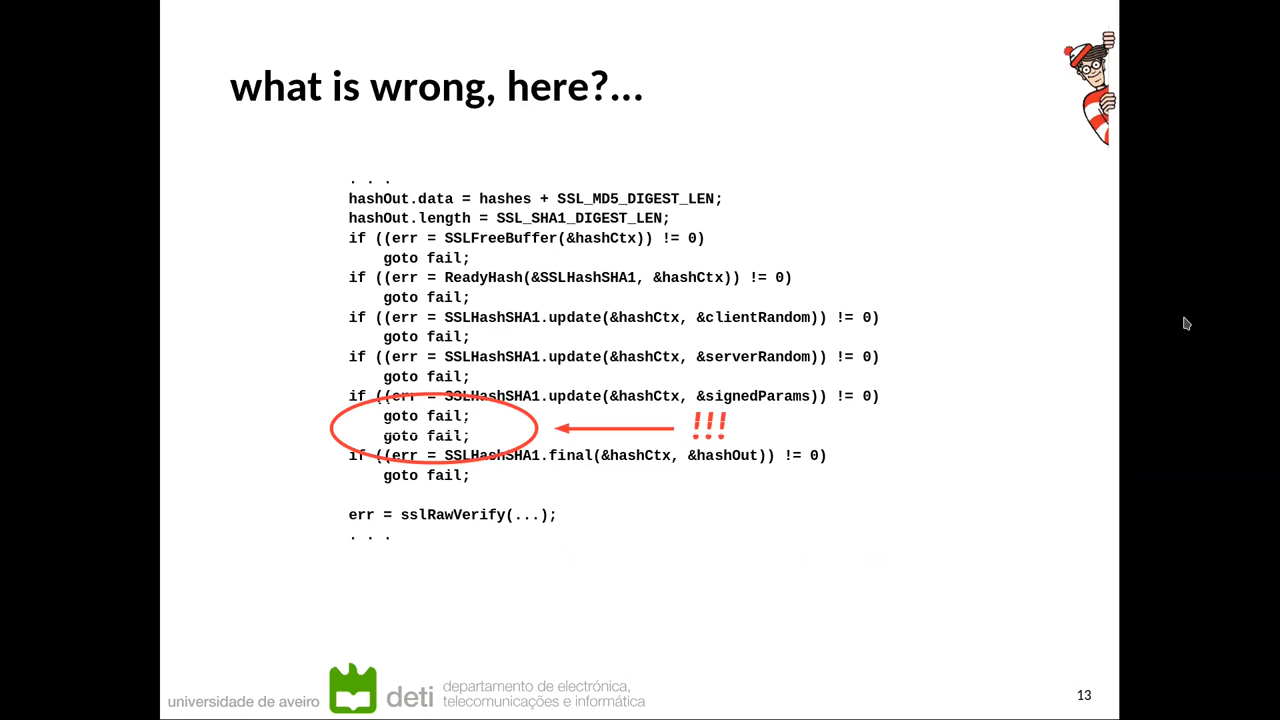 what is wrong, here?...
. . .
hashOut.data = hashes + SSL_MD5_DIGEST_LEN;
hashOut.length = SSL_SHA1_DIGEST_LEN;
if ((err = SSLFreeBuffer(&hashCtx)) != 0)
    goto fail;
if ((err = ReadyHash(&SSLHashSHA1, &hashCtx)) != 0)
    goto fail;
if ((err = SSLHashSHA1.update(&hashCtx, &clientRandom)) != 0)
    goto fail;
if ((err = SSLHashSHA1.update(&hashCtx, &serverRandom)) != 0)
    goto fail;
if ((err = SSLHashSHA1.update(&hashCtx, &signedParams)) != 0)
    goto fail;
    goto fail;
!!!
if ((err = SSLHashSHA1.final(&hashCtx, &hashOut)) != 0)
    goto fail;
err = sslRawVerify(...);
. . .
universidade de aveiro
deti
departamento de electrónica,
telecomunicações e informática
13